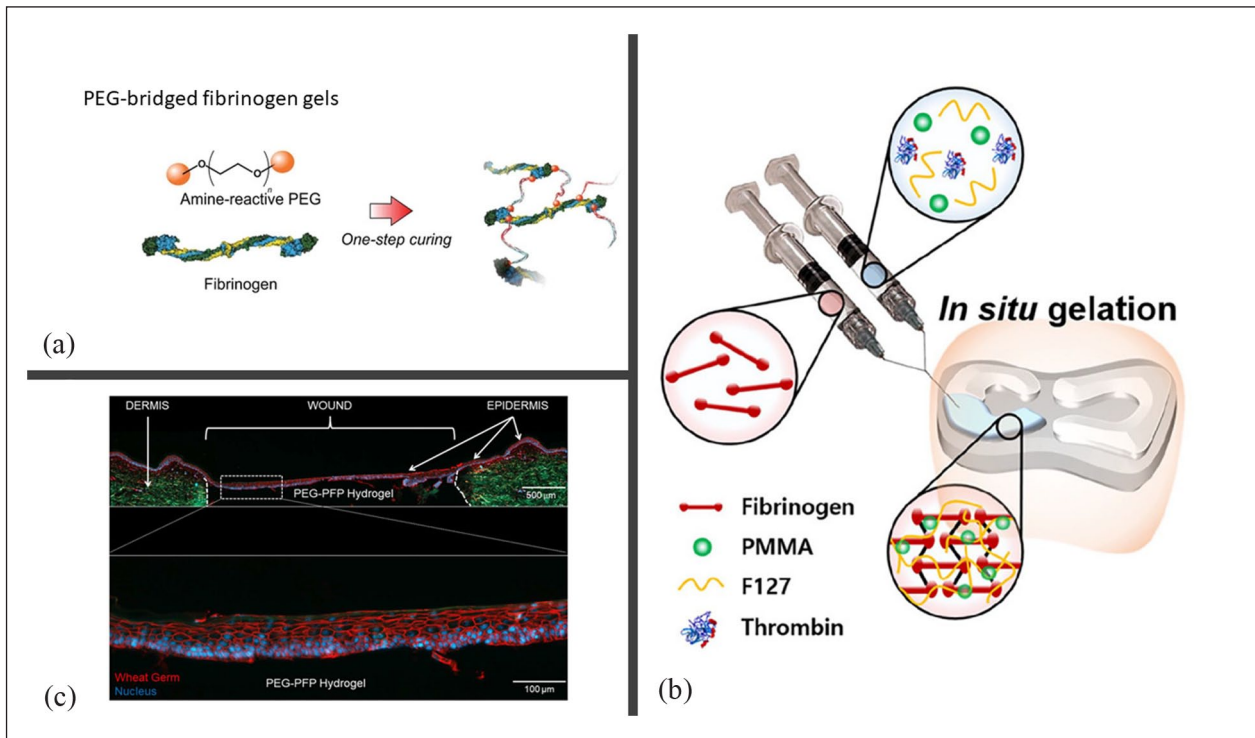 PEG-bridged fibrinogen gels
O
O
n
Amine-reactive PEG
One-step curing
Fibrinogen
(a)
In situ gelation
Fibrinogen
PMMA
F127
Thrombin
(b)
DERMIS WOUND EPIDERMIS
PEG-PFP Hydrogel
500 µm
Wheat Germ
Nucleus
PEG-PFP Hydrogel
100 µm
(c)